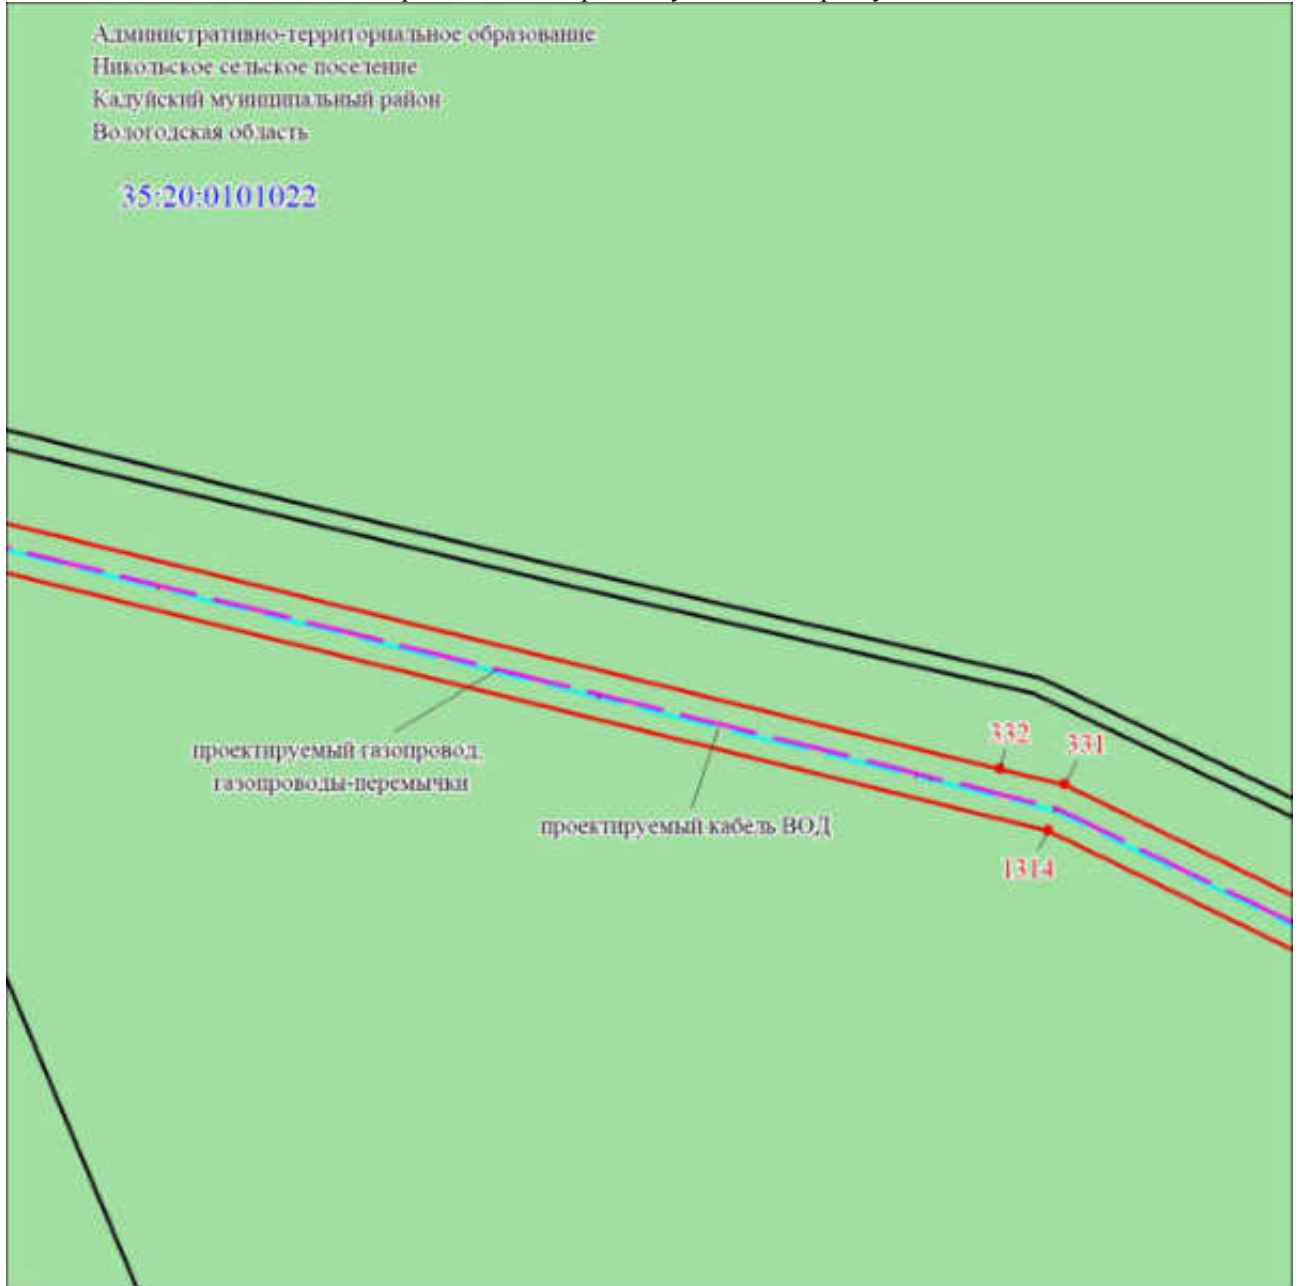 Административно-территориальное образование
Никольское сельское поселение
Кадуйский муниципальный район
Вологодская область
35:20:0101022
332
331
проектируемый газопровод,
газопроводы-перемычки
проектируемый кабель ВОД
1314